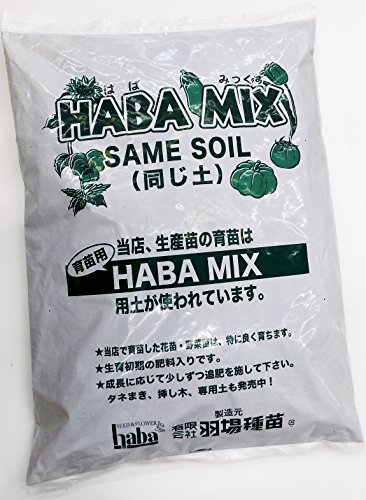 はば みっくす
HABA MIX
SAME SOIL
(同じ土)
育苗用
当店、生産苗の育苗は
HABA MIX
用土が使われています。
★当店で育苗した花苗・野菜苗は、特に良く育ちます。
★生育初期の肥料入りです。
★成長に応じて少しずつ追肥を施して下さい。
タネまき、挿し木、専用土も発売中!
SEED & FLOWER
haba
製造元
有限会社 羽場種苗